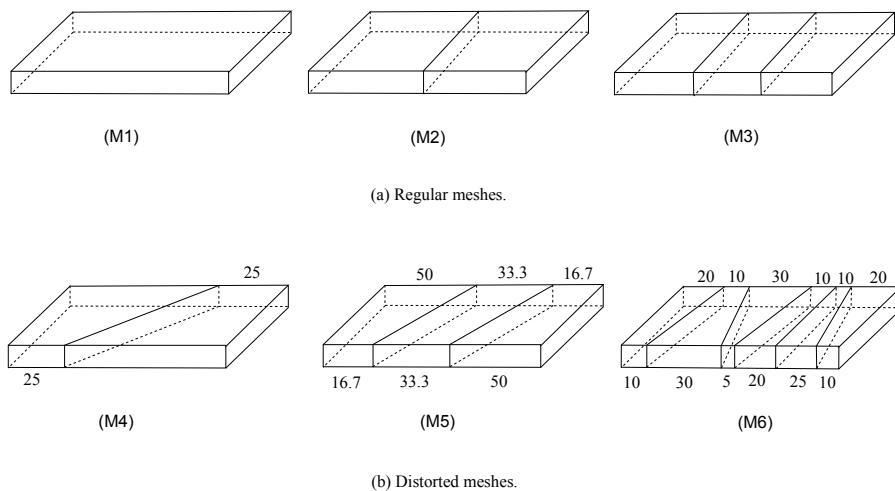 (M1) (M2) (M3)
(a) Regular meshes.
25 50 33.3 16.7 20 10 30 10 10 20
25 16.7 33.3 50 10 30 5 20 25 10
(M4) (M5) (M6)
(b) Distorted meshes.